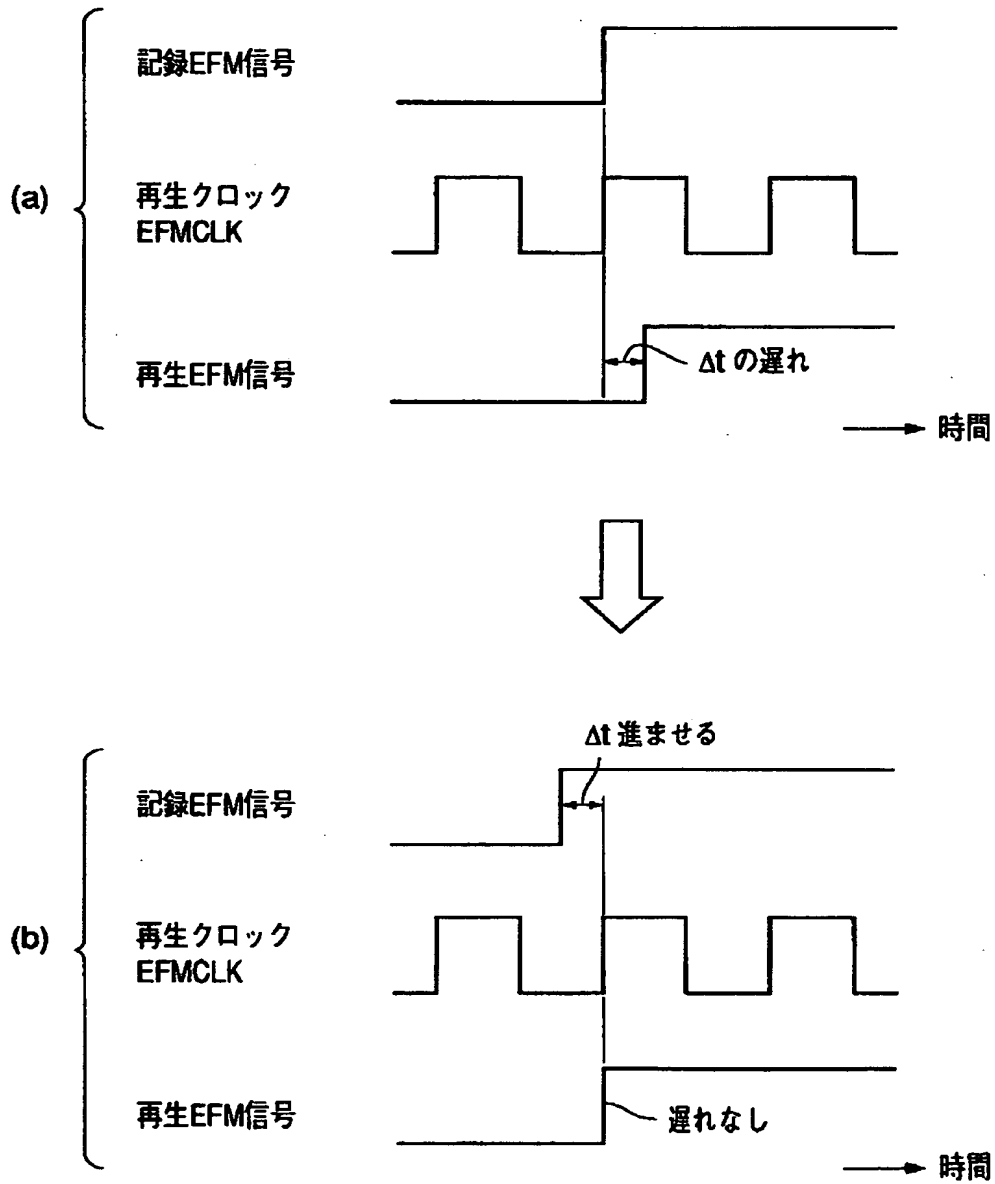 (a)
記録EFM信号
再生クロック
EFMCLK
再生EFM信号
Δt の遅れ
時間
Δt 進ませる
(b)
記録EFM信号
再生クロック
EFMCLK
再生EFM信号
遅れなし
時間